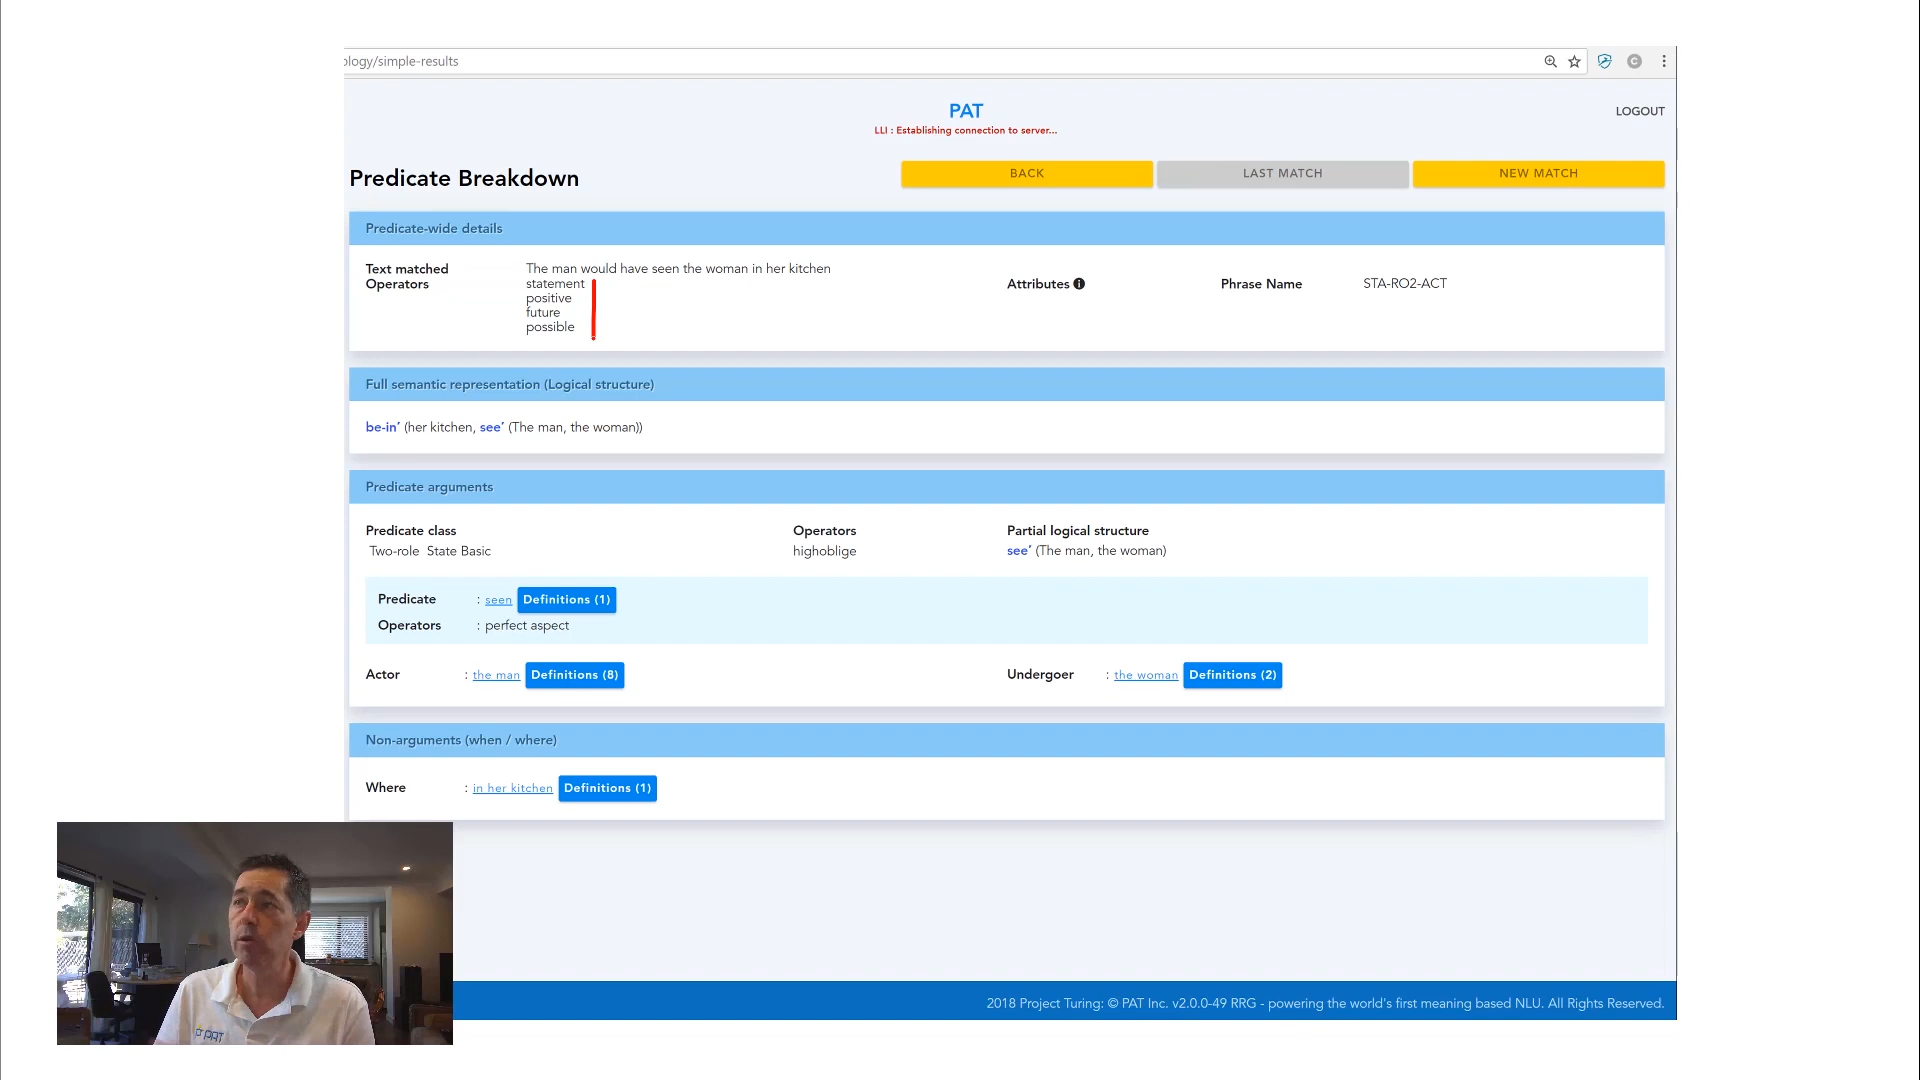 ology/simple-results
PAT
LOGOUT
LLI : Establishing connection to server...
Predicate Breakdown
BACK
LAST MATCH
NEW MATCH
Predicate-wide details
Text matched The man would have seen the woman in her kitchen
Operators statement Attributes Phrase Name STA-RO2-ACT
positive
future
possible
Full semantic representation (Logical structure)
be-in’ (her kitchen, see’ (The man, the woman))
Predicate arguments
Predicate class Operators Partial logical structure
Two-role State Basic highoblige see’ (The man, the woman)
Predicate : seen Definitions (1)
Operators : perfect aspect
Actor : the man Definitions (8) Undergoer : the woman Definitions (2)
Non-arguments (when / where)
Where : in her kitchen Definitions (1)
2018 Project Turing: © PAT Inc. v2.0.0-49 RRG - powering the world's first meaning based NLU. All Rights Reserved.
PAT